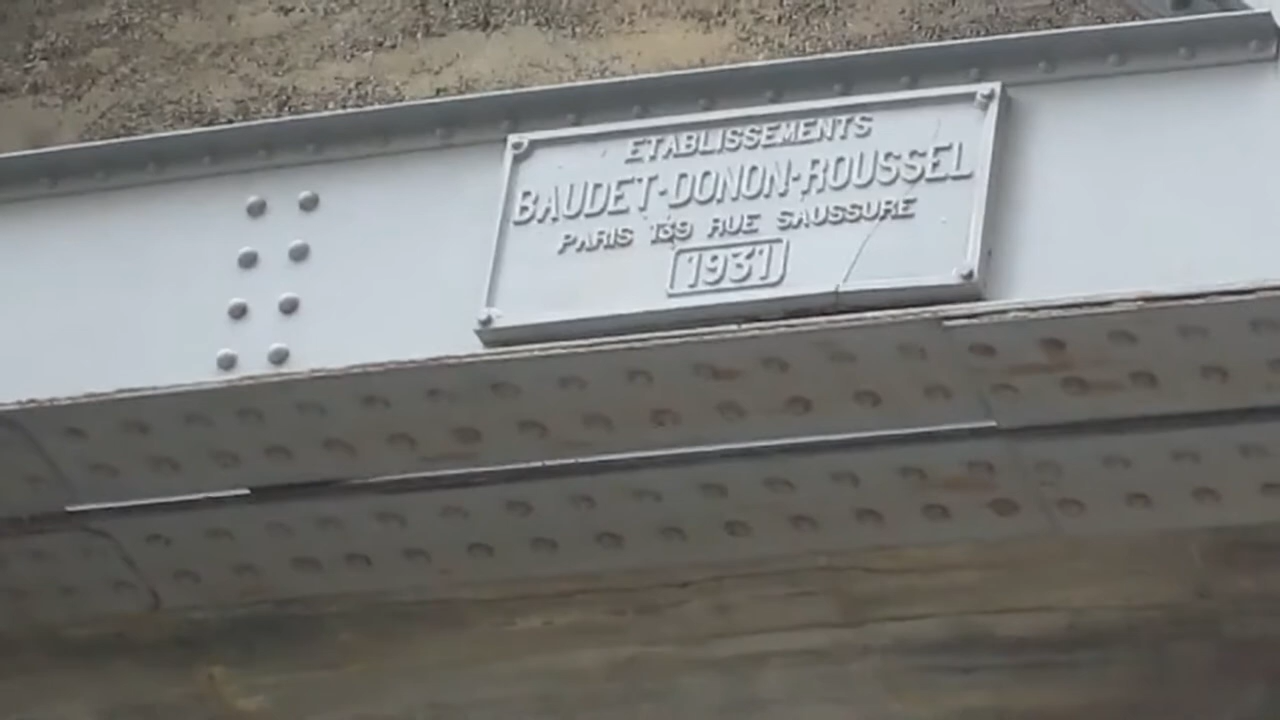 ETABLISSEMENTS
BAUDET-DONON-ROUSSEL
PARIS 139 RUE SAUSSURE
1931